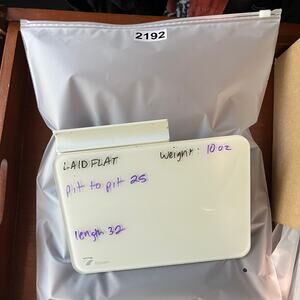 2192
LAID FLAT Weight: 10 oz
pit to pit 25
length 32